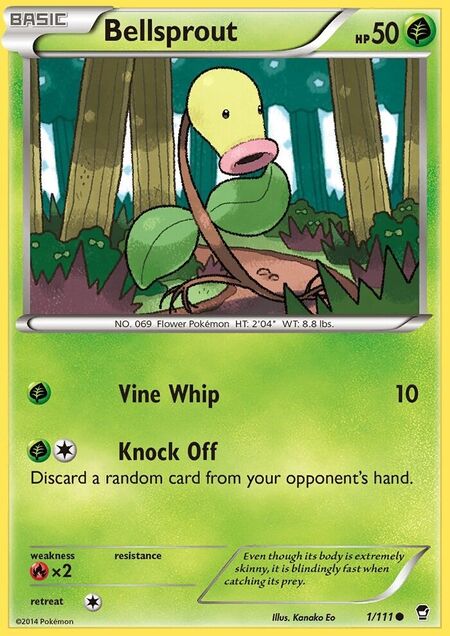 BASIC Bellsprout HP 50
NO. 069 Flower Pokémon HT: 2'04" WT: 8.8 lbs.
Vine Whip 10
Knock Off
Discard a random card from your opponent's hand.
weakness resistance
×2
retreat
Even though its body is extremely
skinny, it is blindingly fast when
catching its prey.
©2014 Pokémon Illus. Kanako Eo 1/111